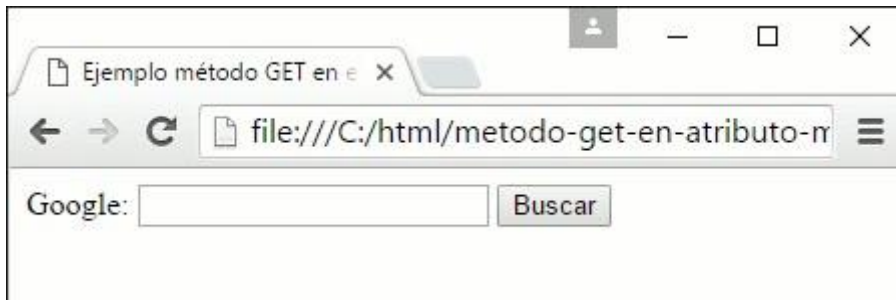 Ejemplo método GET en e
file:///C:/html/metodo-get-en-atributo-m
Google: Buscar